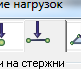 ие нагрузок
и на стержни